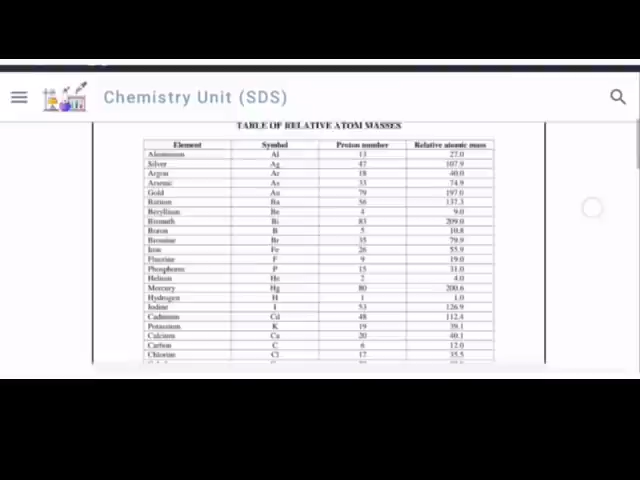 Chemistry Unit (SDS)
TABLE OF RELATIVE ATOM MASSES
Element Symbol Proton number Relative atomic mass
Aluminium Al 13 27.0
Silver Ag 47 107.9
Argon Ar 18 40.0
Arsenic As 33 74.9
Gold Au 79 197.0
Barium Ba 56 137.3
Beryllium Be 4 9.0
Bismuth Bi 83 209.0
Boron B 5 10.8
Bromine Br 35 79.9
Iron Fe 26 55.9
Fluorine F 9 19.0
Phosphorus P 15 31.0
Helium He 2 4.0
Mercury Hg 80 200.6
Hydrogen H 1 1.0
Iodine I 53 126.9
Cadmium Cd 48 112.4
Potassium K 19 39.1
Calcium Ca 20 40.1
Carbon C 6 12.0
Chlorine Cl 17 35.5